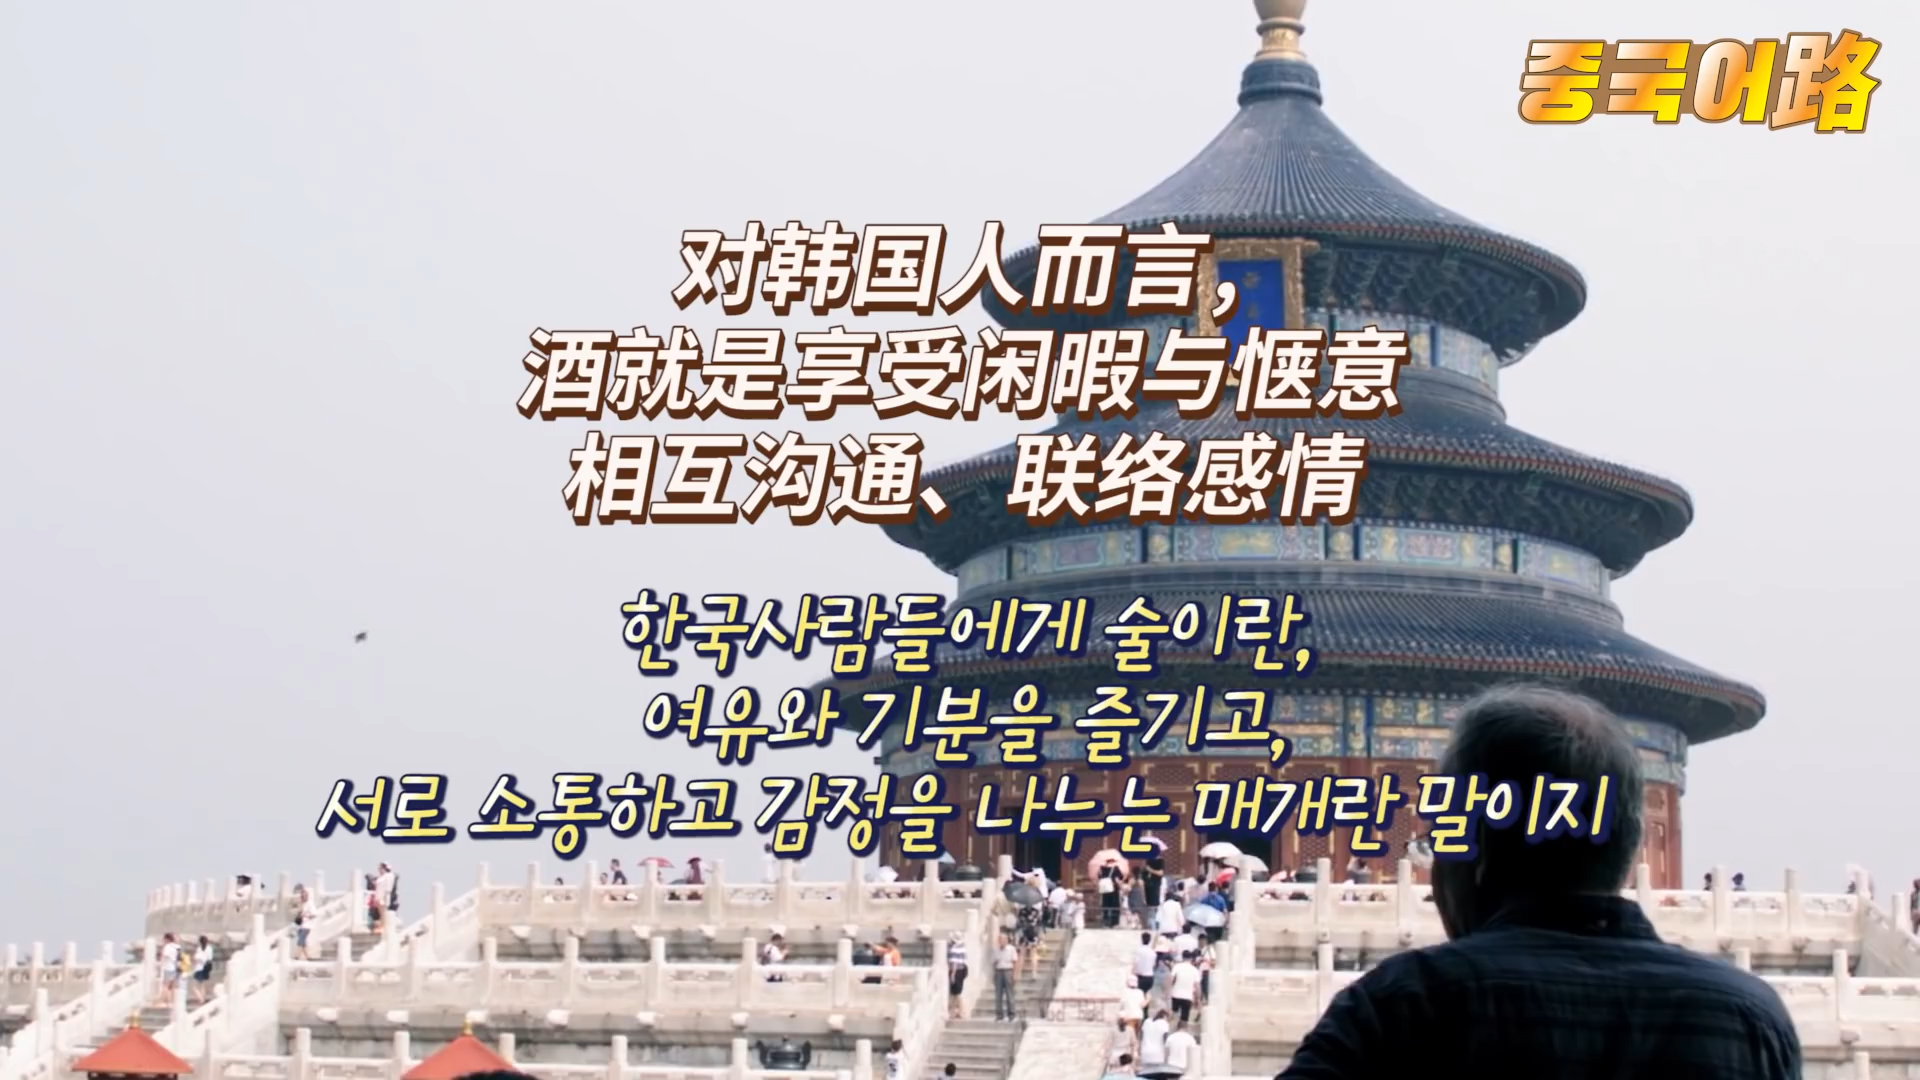 중국어路
对韩国人而言，
酒就是享受闲暇与惬意
相互沟通、联络感情
한국사람들에게 술이란,
여유와 기분을 즐기고,
서로 소통하고 감정을 나누는 매개란 말이지